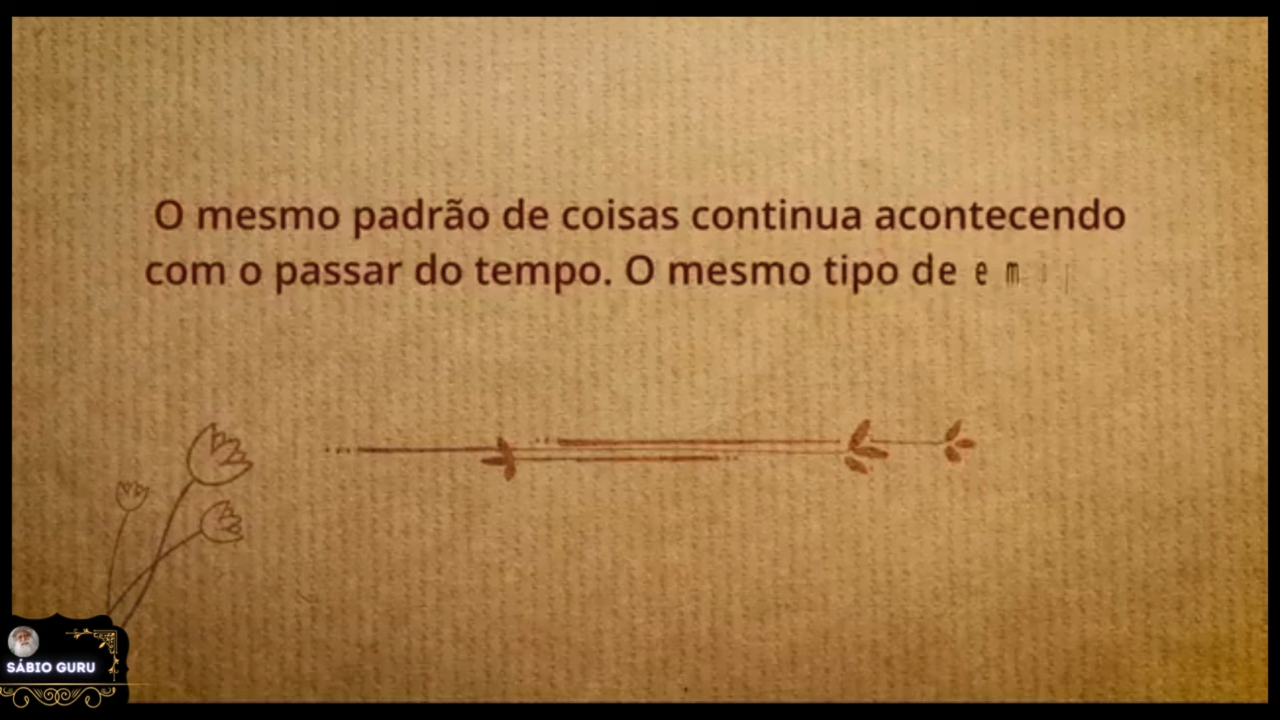 O mesmo padrão de coisas continua acontecendo
com o passar do tempo. O mesmo tipo de
SÁBIO GURU